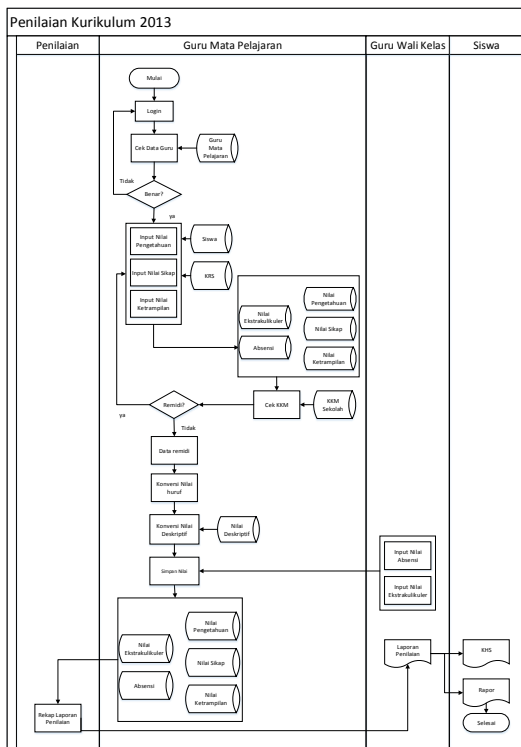 Penilaian Kurikulum 2013
Penilaian
Guru Mata Pelajaran
Guru Wali Kelas
Siswa
Mulai
Login
Cek Data Guru
Guru
Mata
Pelajaran
Tidak
Benar?
ya
Input Nilai
Pengetahuan
Siswa
Input Nilai Sikap
KRS
Input Nilai
Ketrampilan
Nilai
Pengetahuan
Nilai
Ekstrakulikuler
Nilai Sikap
Absensi
Nilai
Ketrampilan
Remidi?
ya
Cek KKM
KKM
Sekolah
Tidak
Data remidi
Konversi Nilai
huruf
Konversi Nilai
Deskriptif
Nilai
Deskriptif
Input Nilai
Absensi
Simpan Nilai
Input Nilai
Ekstrakulikuler
Nilai
Pengetahuan
Nilai
Ekstrakulikuler
Nilai Sikap
Absensi
Nilai
Ketrampilan
Laporan
Penilaian
KHS
Rapor
Rekap Laporan
Penilaian
Selesai